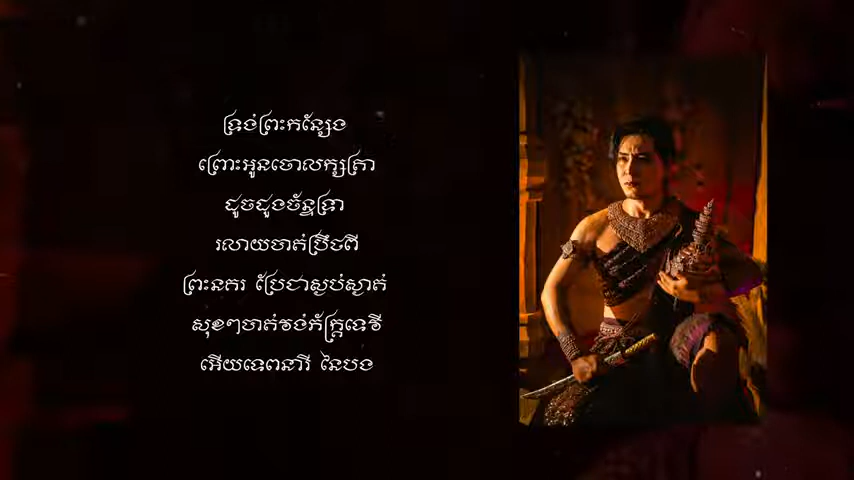 ទ្រង់ព្រះកន្សែង
ព្រោះអូនចោលក្សត្រា
ដូចដួងច័ន្ទទ្រា
រលាយបាត់ប្រឹចពី
ព្រះនគរ ប្រែជាស្ងប់ស្ងាត់
សុខៗបាត់វង់ភ័ក្ត្រទេវី
អើយទេពនារី នៃបង